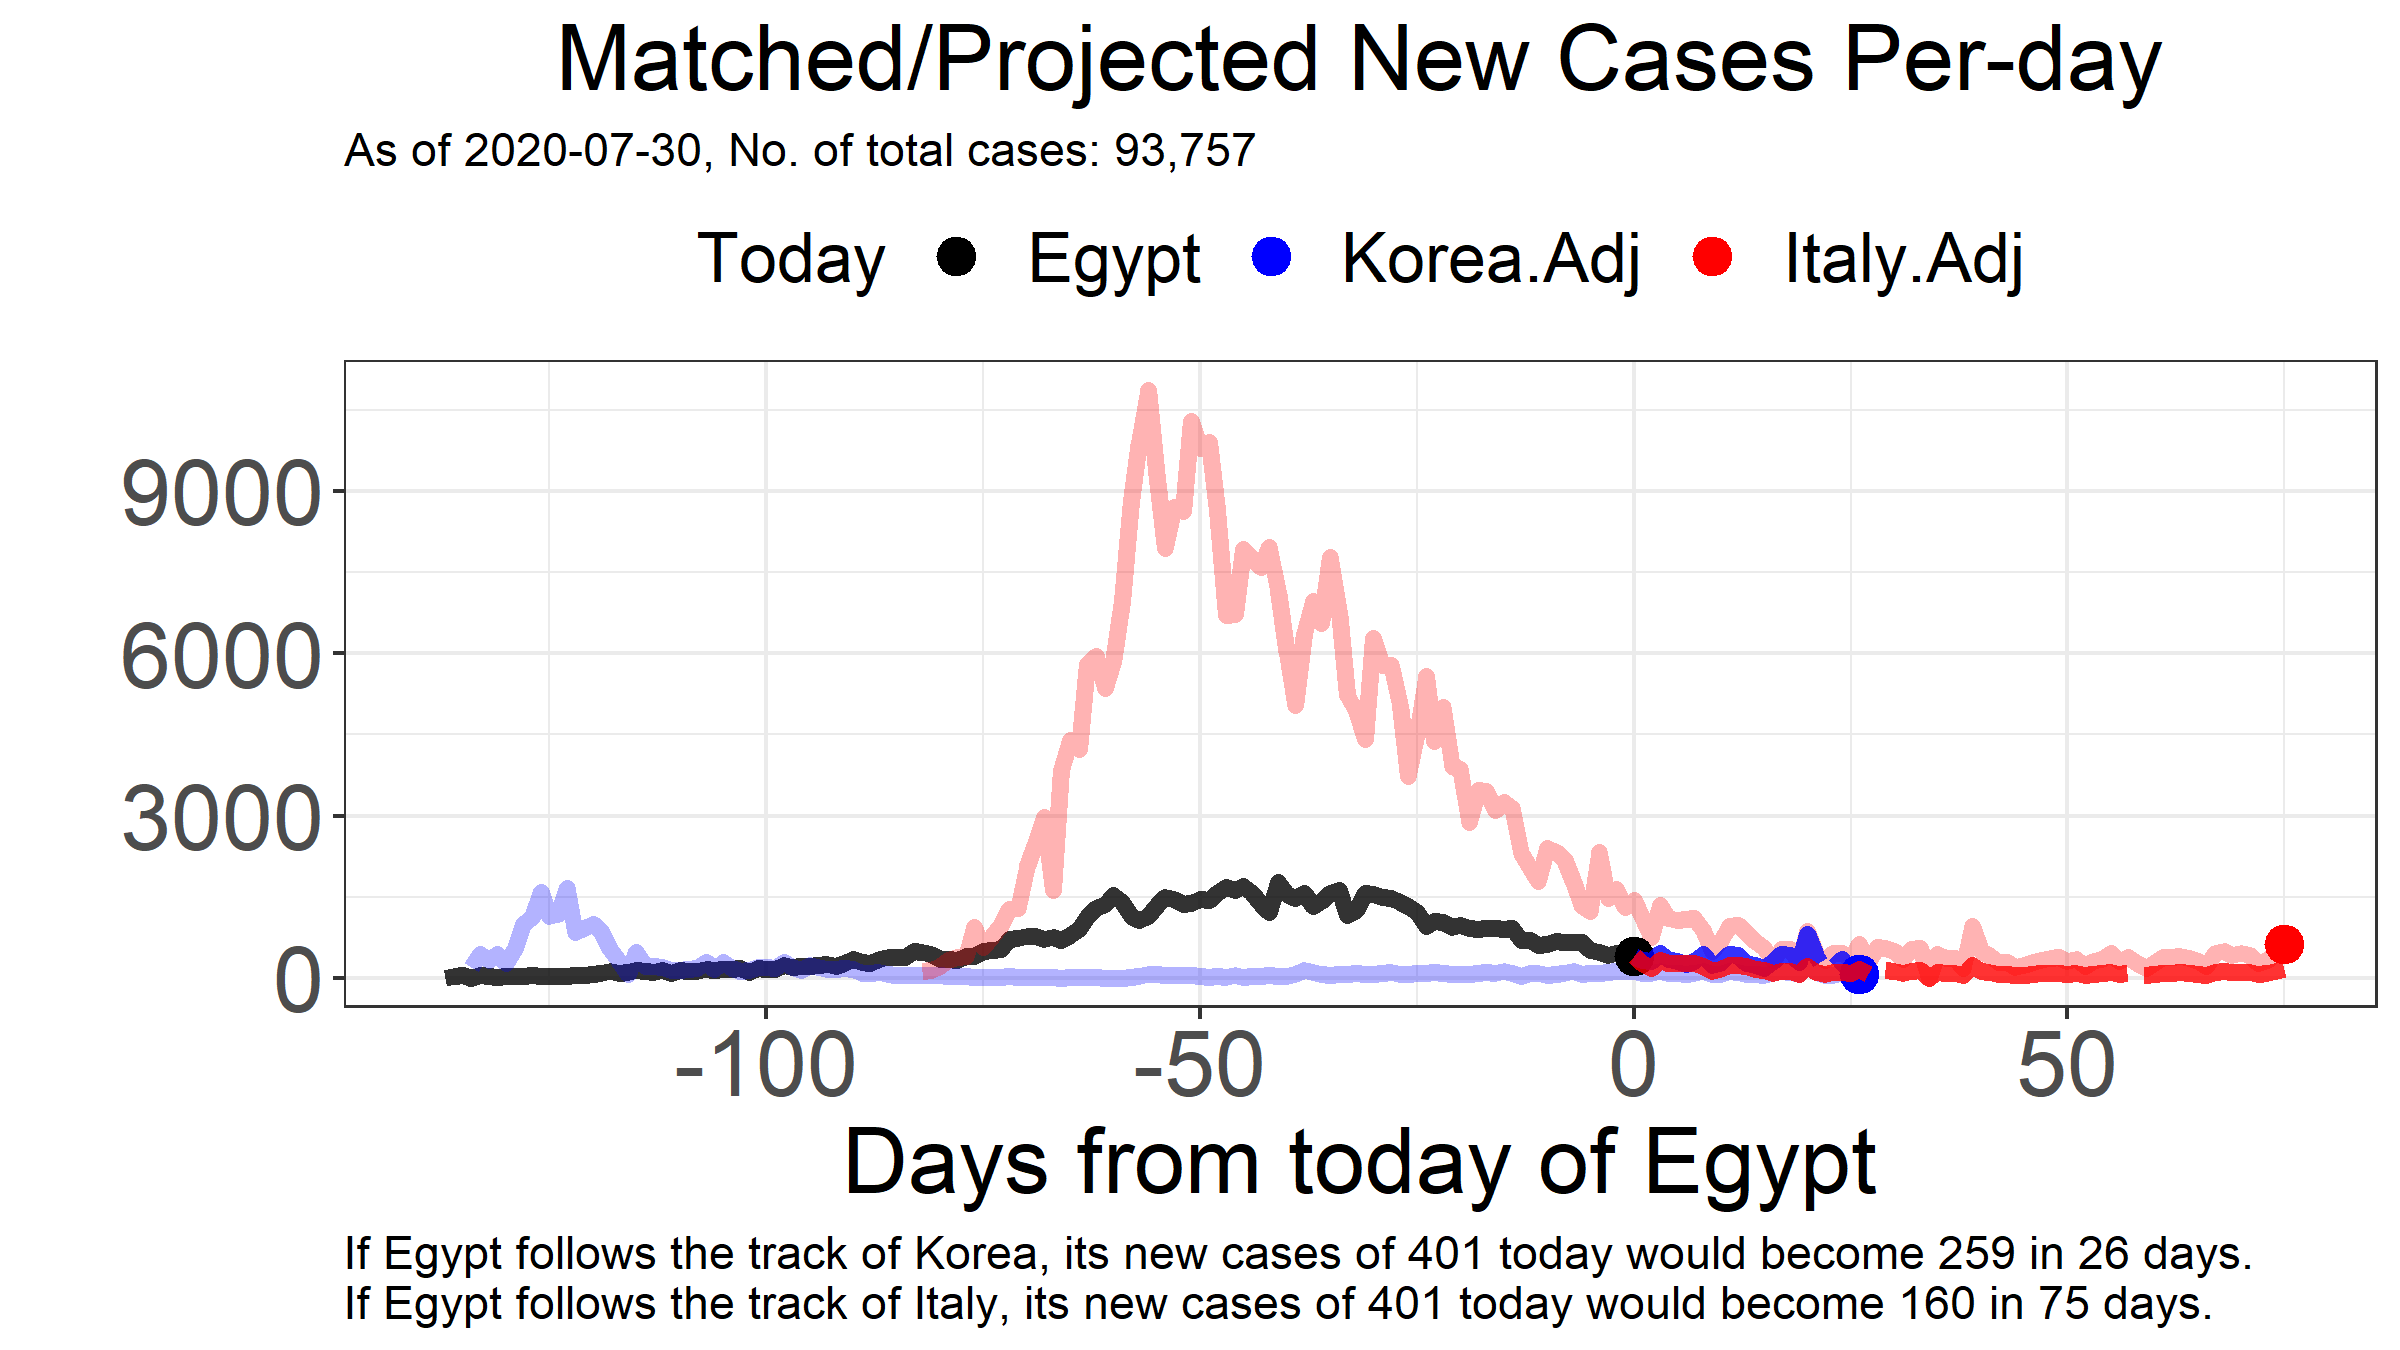 Matched/Projected New Cases Per-day
As of 2020-07-30, No. of total cases: 93,757
Today Egypt Korea.Adj Italy.Adj
9000
6000
3000
0
-100 -50 0 50
Days from today of Egypt
If Egypt follows the track of Korea, its new cases of 401 today would become 259 in 26 days.
If Egypt follows the track of Italy, its new cases of 401 today would become 160 in 75 days.